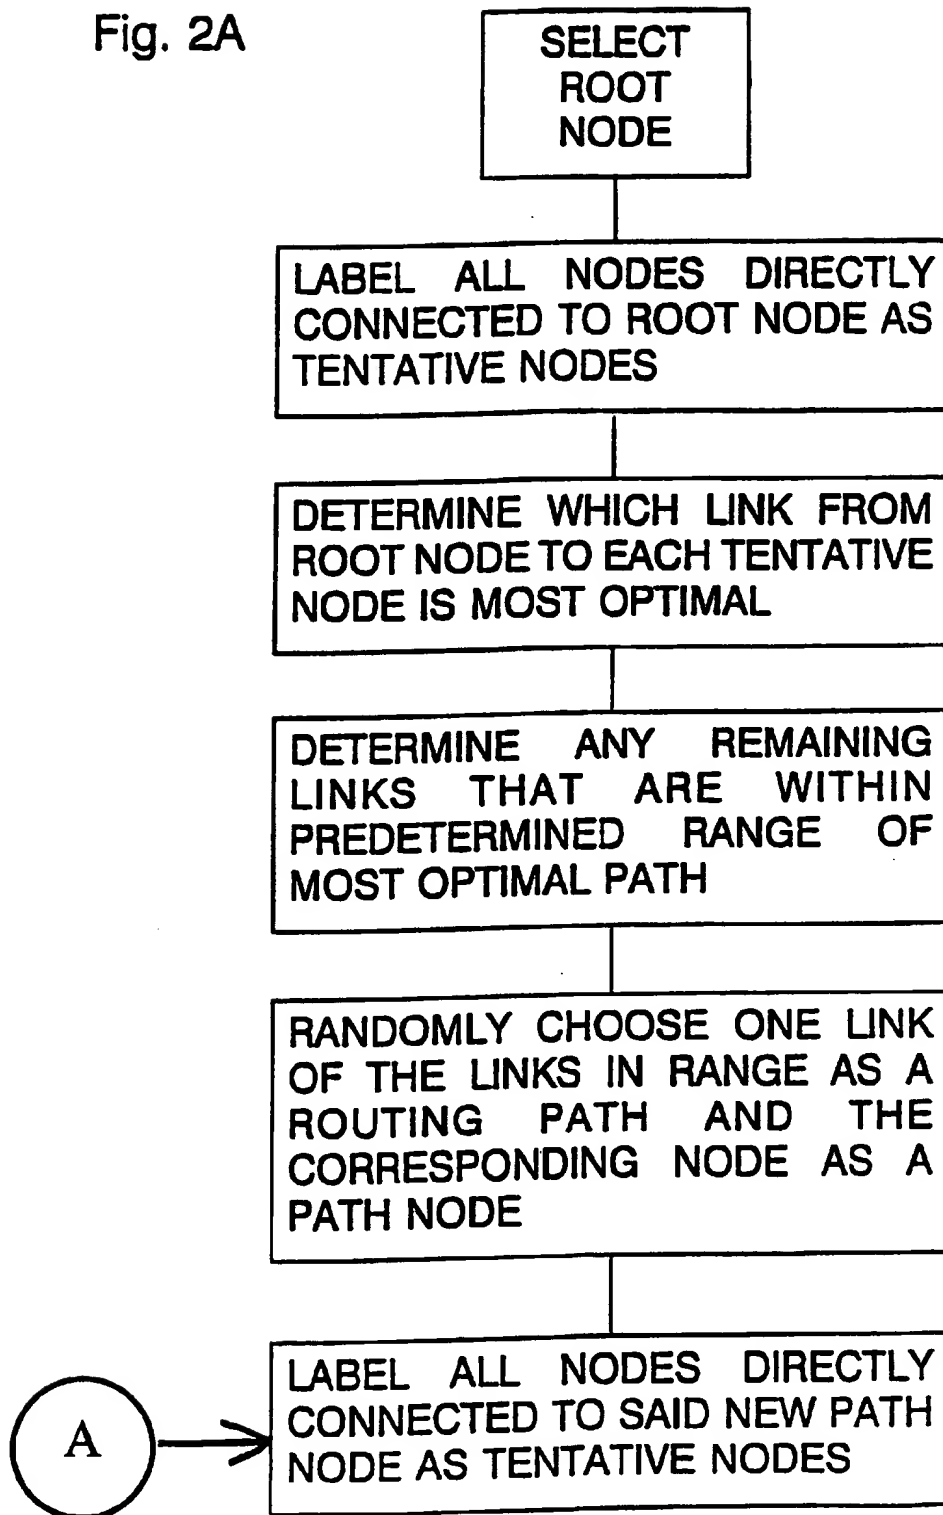 Fig. 2A
SELECT
ROOT
NODE
LABEL ALL NODES DIRECTLY
CONNECTED TO ROOT NODE AS
TENTATIVE NODES
DETERMINE WHICH LINK FROM
ROOT NODE TO EACH TENTATIVE
NODE IS MOST OPTIMAL
DETERMINE ANY REMAINING
LINKS THAT ARE WITHIN
PREDETERMINED RANGE OF
MOST OPTIMAL PATH
RANDOMLY CHOOSE ONE LINK
OF THE LINKS IN RANGE AS A
ROUTING PATH AND THE
CORRESPONDING NODE AS A
PATH NODE
LABEL ALL NODES DIRECTLY
CONNECTED TO SAID NEW PATH
NODE AS TENTATIVE NODES
A